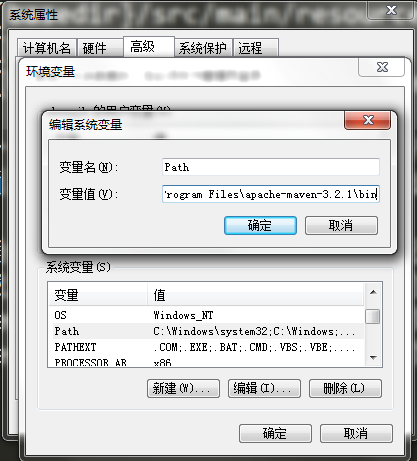 edir}/src/main/resou
系统属性
计算机名 硬件 高级 系统保护 远程
环境变量
编辑系统变量
变量名(N): Path
变量值(V): rogram Files\apache-maven-3.2.1\bin
确定 取消
系统变量(S)
变量 值
OS Windows_NT
Path C:\Windows\system32;C:\Windows;...
PATHEXT .COM;.EXE;.BAT;.CMD;.VBS;.VBE;....
PROCESSOR_AR x86
新建(W)... 编辑(I)... 删除(L)
确定 取消